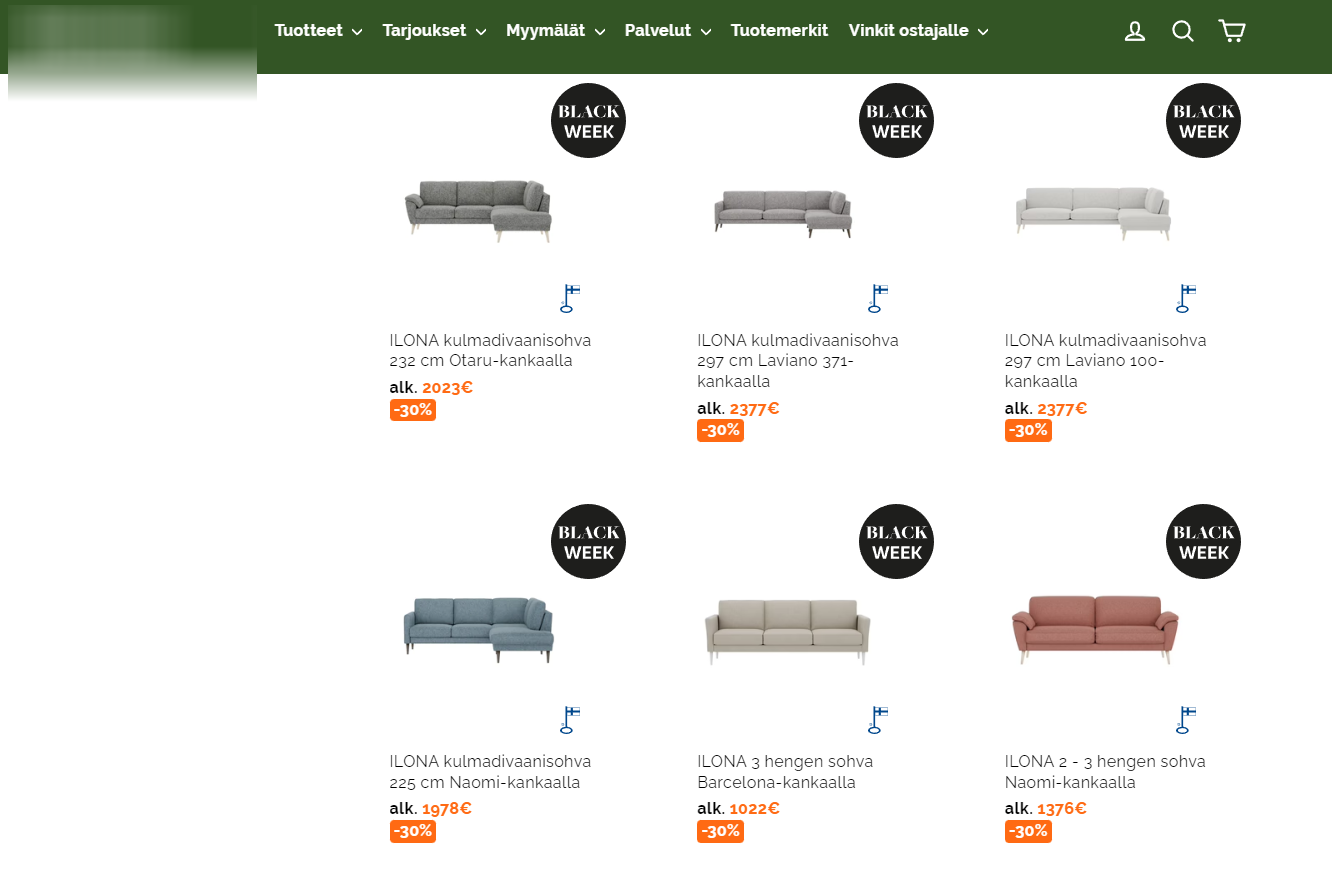 Tuotteet Tarjoukset Myymälät Palvelut Tuotemerkit Vinkit ostajalle
BLACK
WEEK
BLACK
WEEK
BLACK
WEEK
ILONA kulmadivaanisohva
232 cm Otaru-kankaalla
alk. 2023€
-30%
ILONA kulmadivaanisohva
297 cm Laviano 371-
kankaalla
alk. 2377€
-30%
ILONA kulmadivaanisohva
297 cm Laviano 100-
kankaalla
alk. 2377€
-30%
BLACK
WEEK
BLACK
WEEK
BLACK
WEEK
ILONA kulmadivaanisohva
225 cm Naomi-kankaalla
alk. 1978€
-30%
ILONA 3 hengen sohva
Barcelona-kankaalla
alk. 1022€
-30%
ILONA 2 - 3 hengen sohva
Naomi-kankaalla
alk. 1376€
-30%